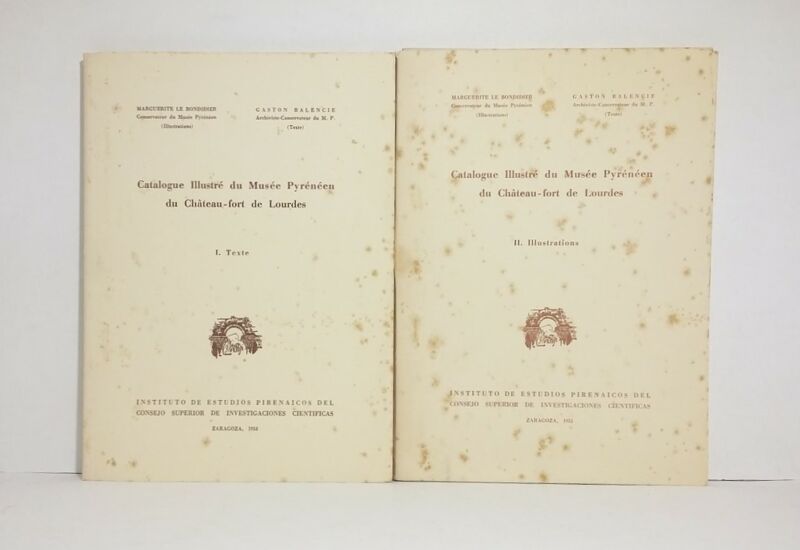 MARGUERITE LE BONDIDIER
Conservateur du Musée Pyrénéen
(Illustrations)
GASTON BALENCIE
Archiviste-Conservateur du M. P.
(Texte)
Catalogue Illustré du Musée Pyrénéen
du Château-fort de Lourdes
I. Texte
INSTITUTO DE ESTUDIOS PIRENAICOS DEL
CONSEJO SUPERIOR DE INVESTIGACIONES CIENTIFICAS
ZARAGOZA,
MARGUERITE LE BONDIDIER
Conservateur du Musée Pyrénéen
(Illustrations)
GASTON BALENCIE
Archiviste-Conservateur du M. P.
(Texte)
Catalogue Illustré du Musée Pyrénéen
du Château-fort de Lourdes
II. Illustrations
INSTITUTO DE ESTUDIOS PIRENAICOS DEL
CONSEJO SUPERIOR DE INVESTIGACIONES CIENTIFICAS
ZARAGOZA,